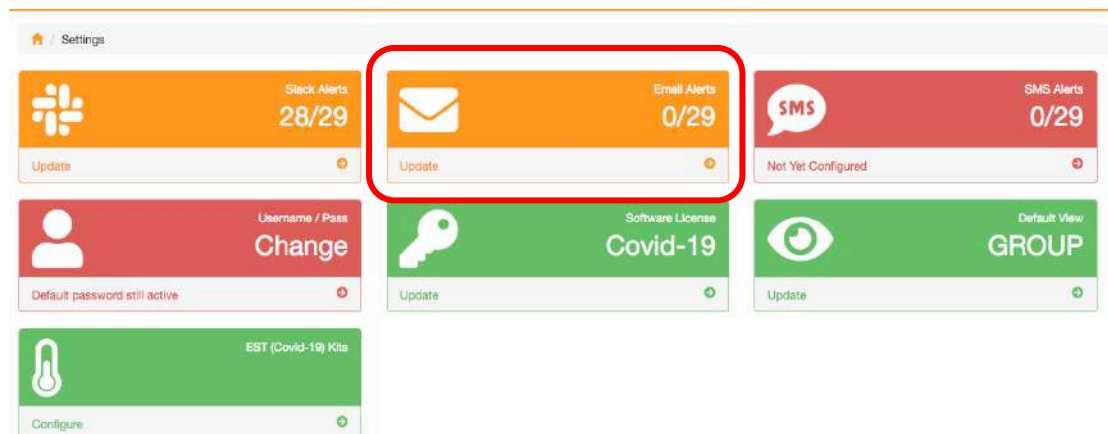 / Settings
Slack Alerts
28/29
Update
Email Alerts
0/29
Update
SMS
SMS Alerts
0/29
Not Yet Configured
Username / Pass
Change
Default password still active
Software License
Covid-19
Update
Default View
GROUP
Update
EST (Covid-19) Kits
Configure